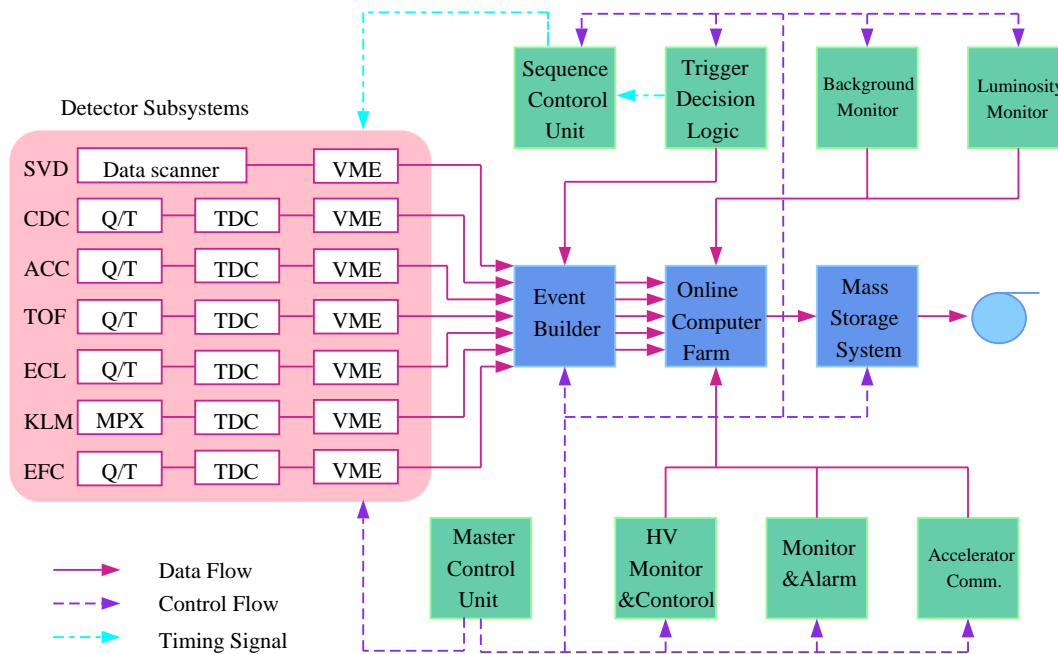 Sequence
Contorol
Unit
Trigger
Decision
Logic
Background
Monitor
Luminosity
Monitor
Detector Subsystems
SVD Data scanner VME
CDC Q/T TDC VME
ACC Q/T TDC VME
TOF Q/T TDC VME
ECL Q/T TDC VME
KLM MPX TDC VME
EFC Q/T TDC VME
Event
Builder
Online
Computer
Farm
Mass
Storage
System
Master
Control
Unit
HV
Monitor
&Contorol
Monitor
&Alarm
Accelerator
Comm.
Data Flow
Control Flow
Timing Signal